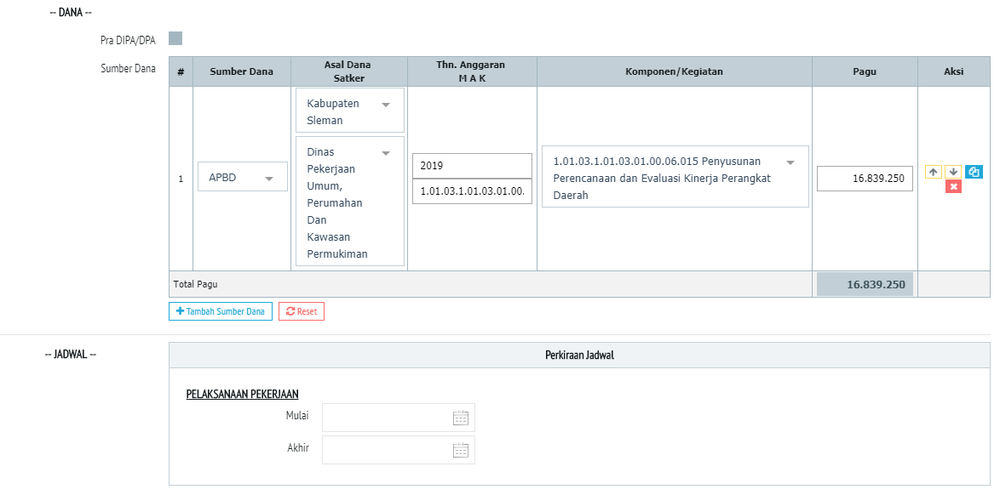 -- DANA --
Pra DIPA/DPA
Sumber Dana
# Sumber Dana Asal Dana Satker Thn. Anggaran M A K Komponen/Kegiatan Pagu Aksi
1
APBD
Kabupaten
Sleman
Dinas
Pekerjaan
Umum,
Perumahan
Dan
Kawasan
Permukiman
2019
1.01.03.1.01.03.01.00.
1.01.03.1.01.03.01.00.06.015 Penyusunan
Perencanaan dan Evaluasi Kinerja Perangkat
Daerah
16.839.250
Total Pagu 16.839.250
Tambah Sumber Dana Reset
-- JADWAL --
Perkiraan Jadwal
PELAKSANAAN PEKERJAAN
Mulai
Akhir